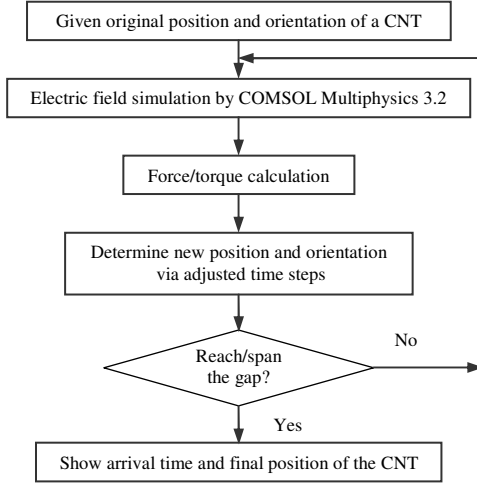 Given original position and orientation of a CNT
Electric field simulation by COMSOL Multiphysics 3.2
Force/torque calculation
Determine new position and orientation
via adjusted time steps
Reach/span
the gap?
No
Yes
Show arrival time and final position of the CNT